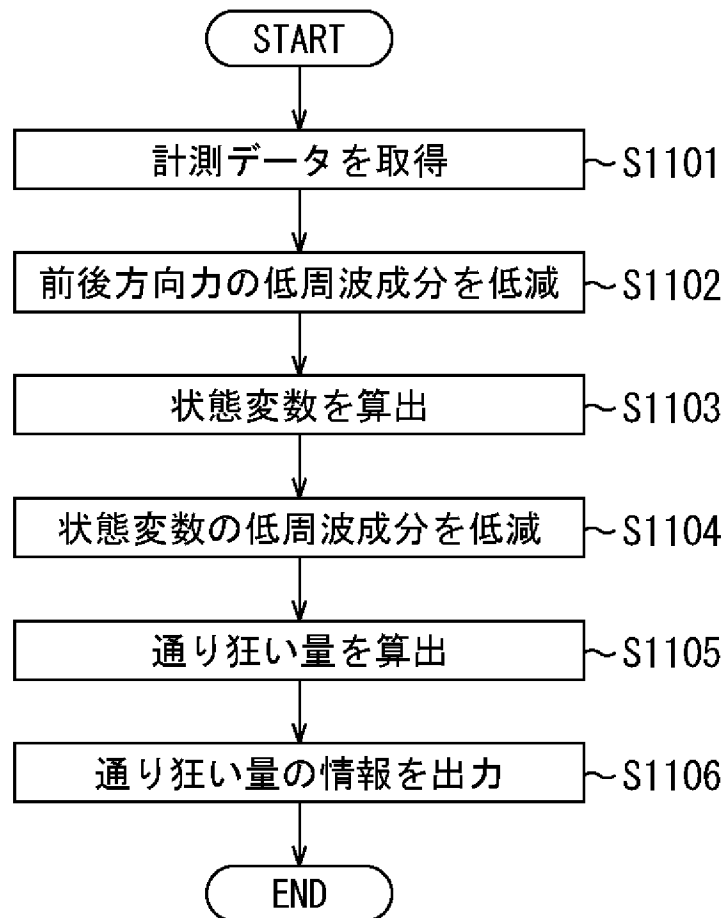 START
計測データを取得 ～S1101
前後方向力の低周波成分を低減 ～S1102
状態変数を算出 ～S1103
状態変数の低周波成分を低減 ～S1104
通り狂い量を算出 ～S1105
通り狂い量の情報を出力 ～S1106
END